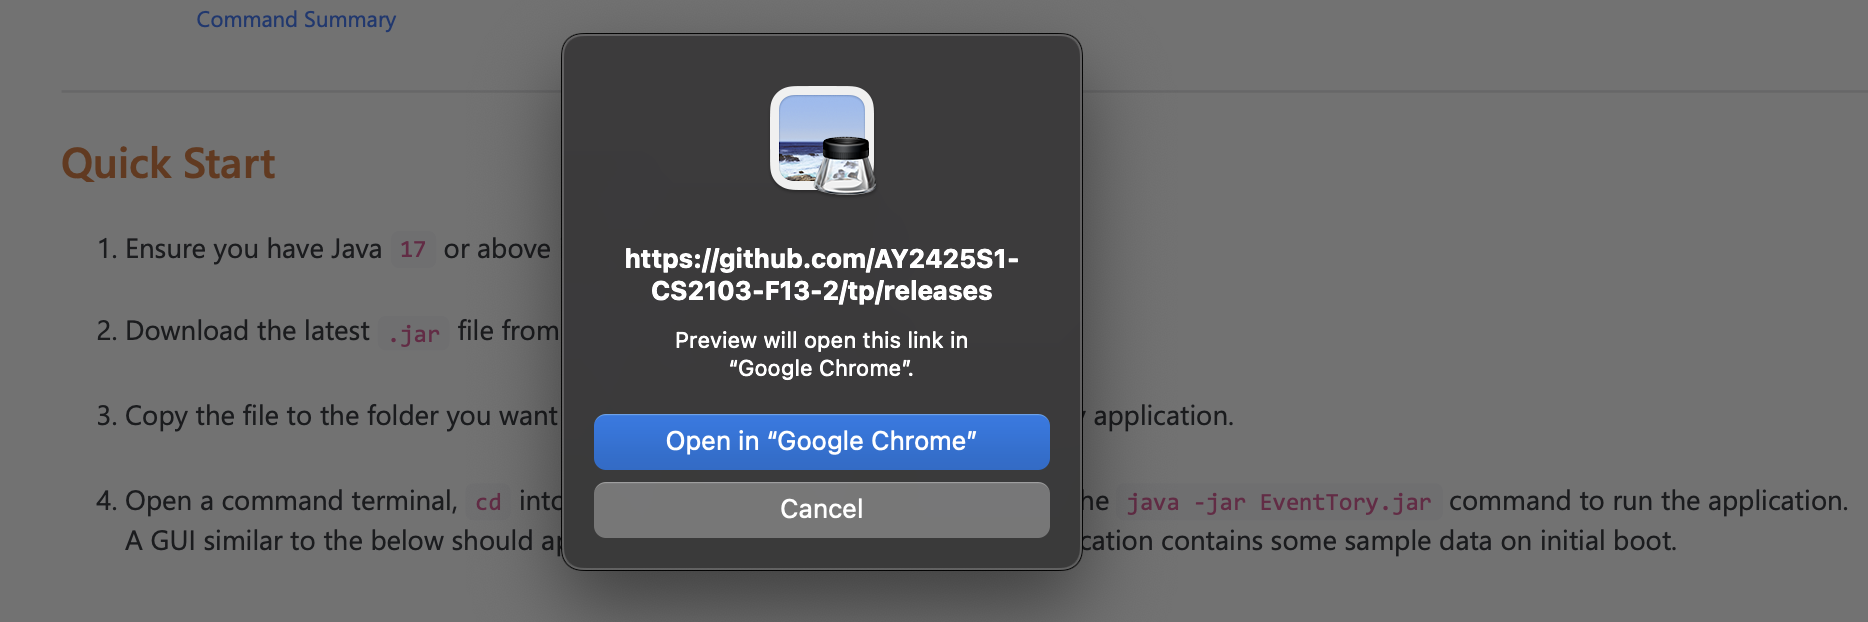 Command Summary
Quick Start
1. Ensure you have Java 17 or above
2. Download the latest .jar file from
3. Copy the file to the folder you want
application.
4. Open a command terminal, cd into
java -jar EventTory.jar command to run the application.
A GUI similar to the below should
contains some sample data on initial boot.
https://github.com/AY2425S1-
CS2103-F13-2/tp/releases
Preview will open this link in
“Google Chrome”.
Open in “Google Chrome”
Cancel